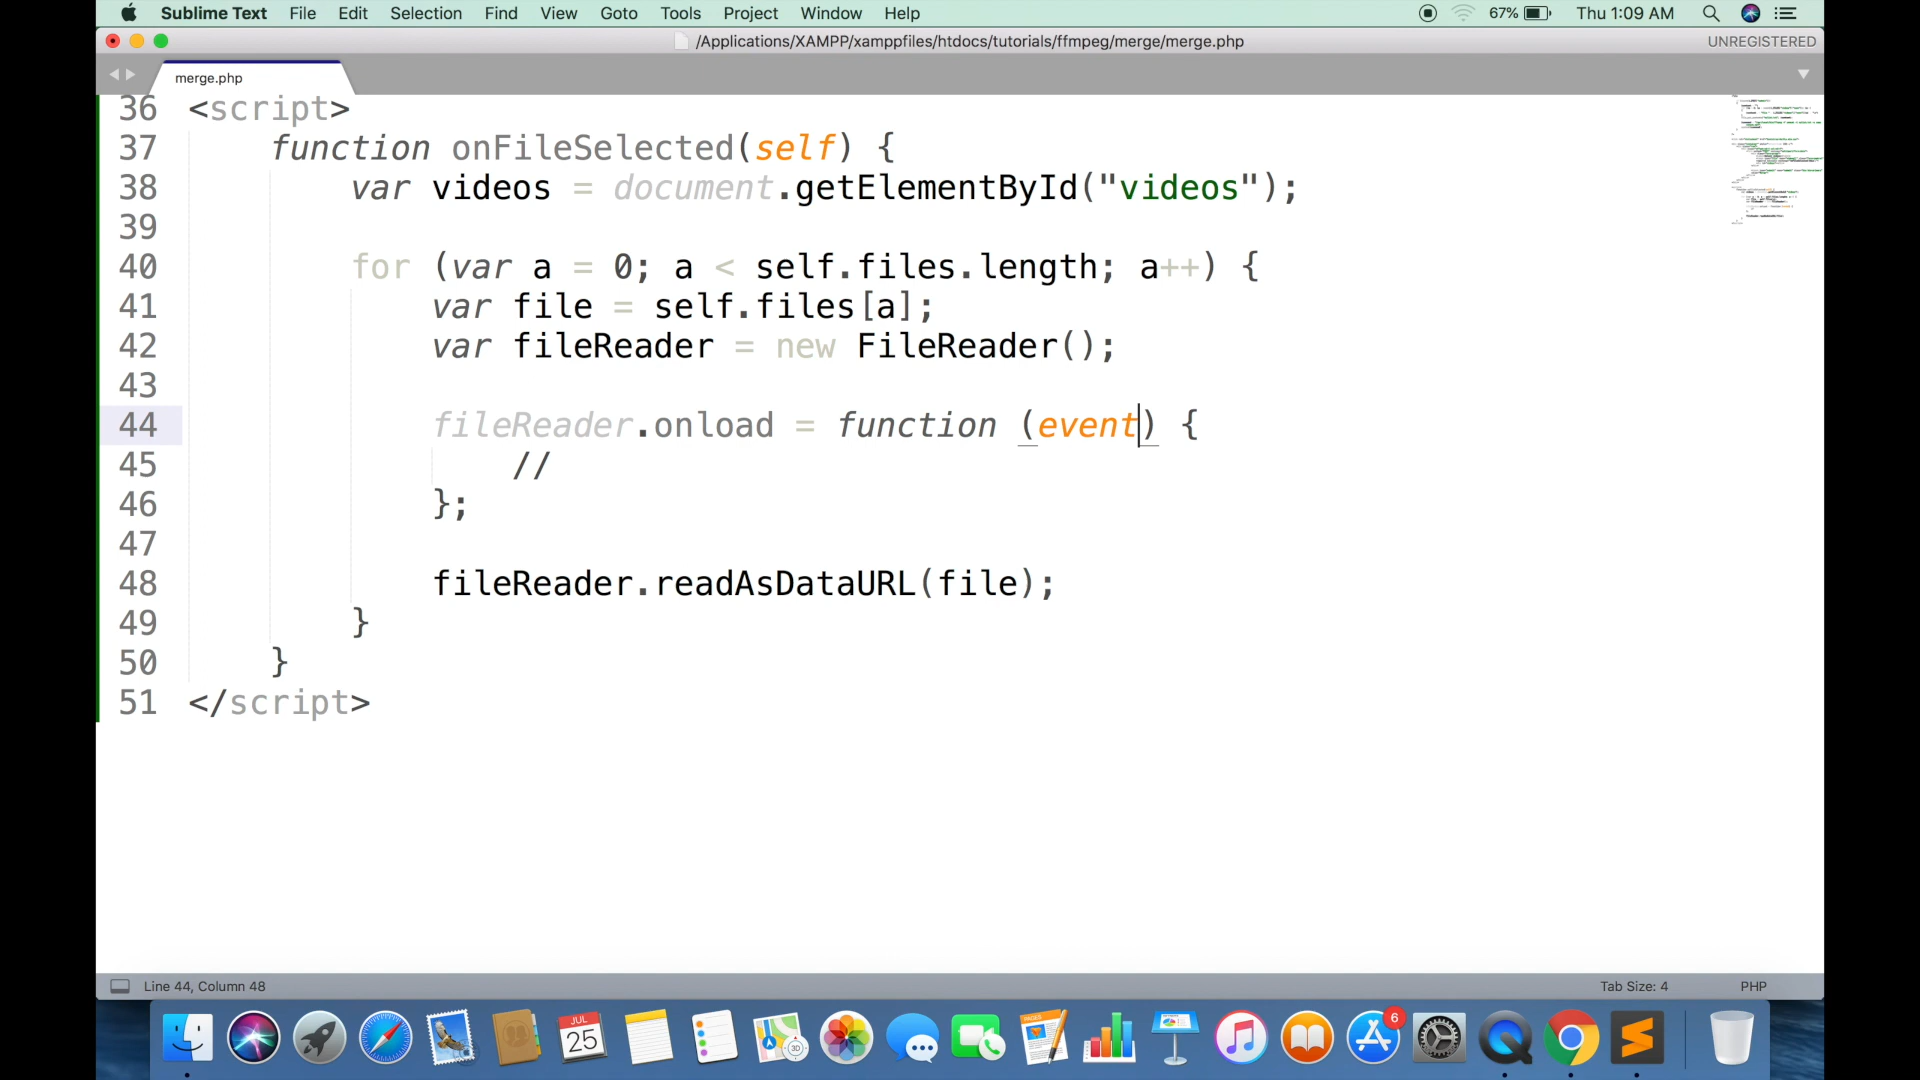 Sublime Text File Edit Selection Find View Goto Tools Project Window Help 67% Thu 1:09 AM
/Applications/XAMPP/xamppfiles/htdocs/tutorials/ffmpeg/merge/merge.php UNREGISTERED
merge.php
36 <script>
37 function onFileSelected(self) {
38 var videos = document.getElementById("videos");
39
40 for (var a = 0; a < self.files.length; a++) {
41 var file = self.files[a];
42 var fileReader = new FileReader();
43
44 fileReader.onload = function (event) {
45 //
46 };
47
48 fileReader.readAsDataURL(file);
49 }
50 }
51 </script>
Line 44, Column 48 Tab Size: 4 PHP
JUL
25
3D
6